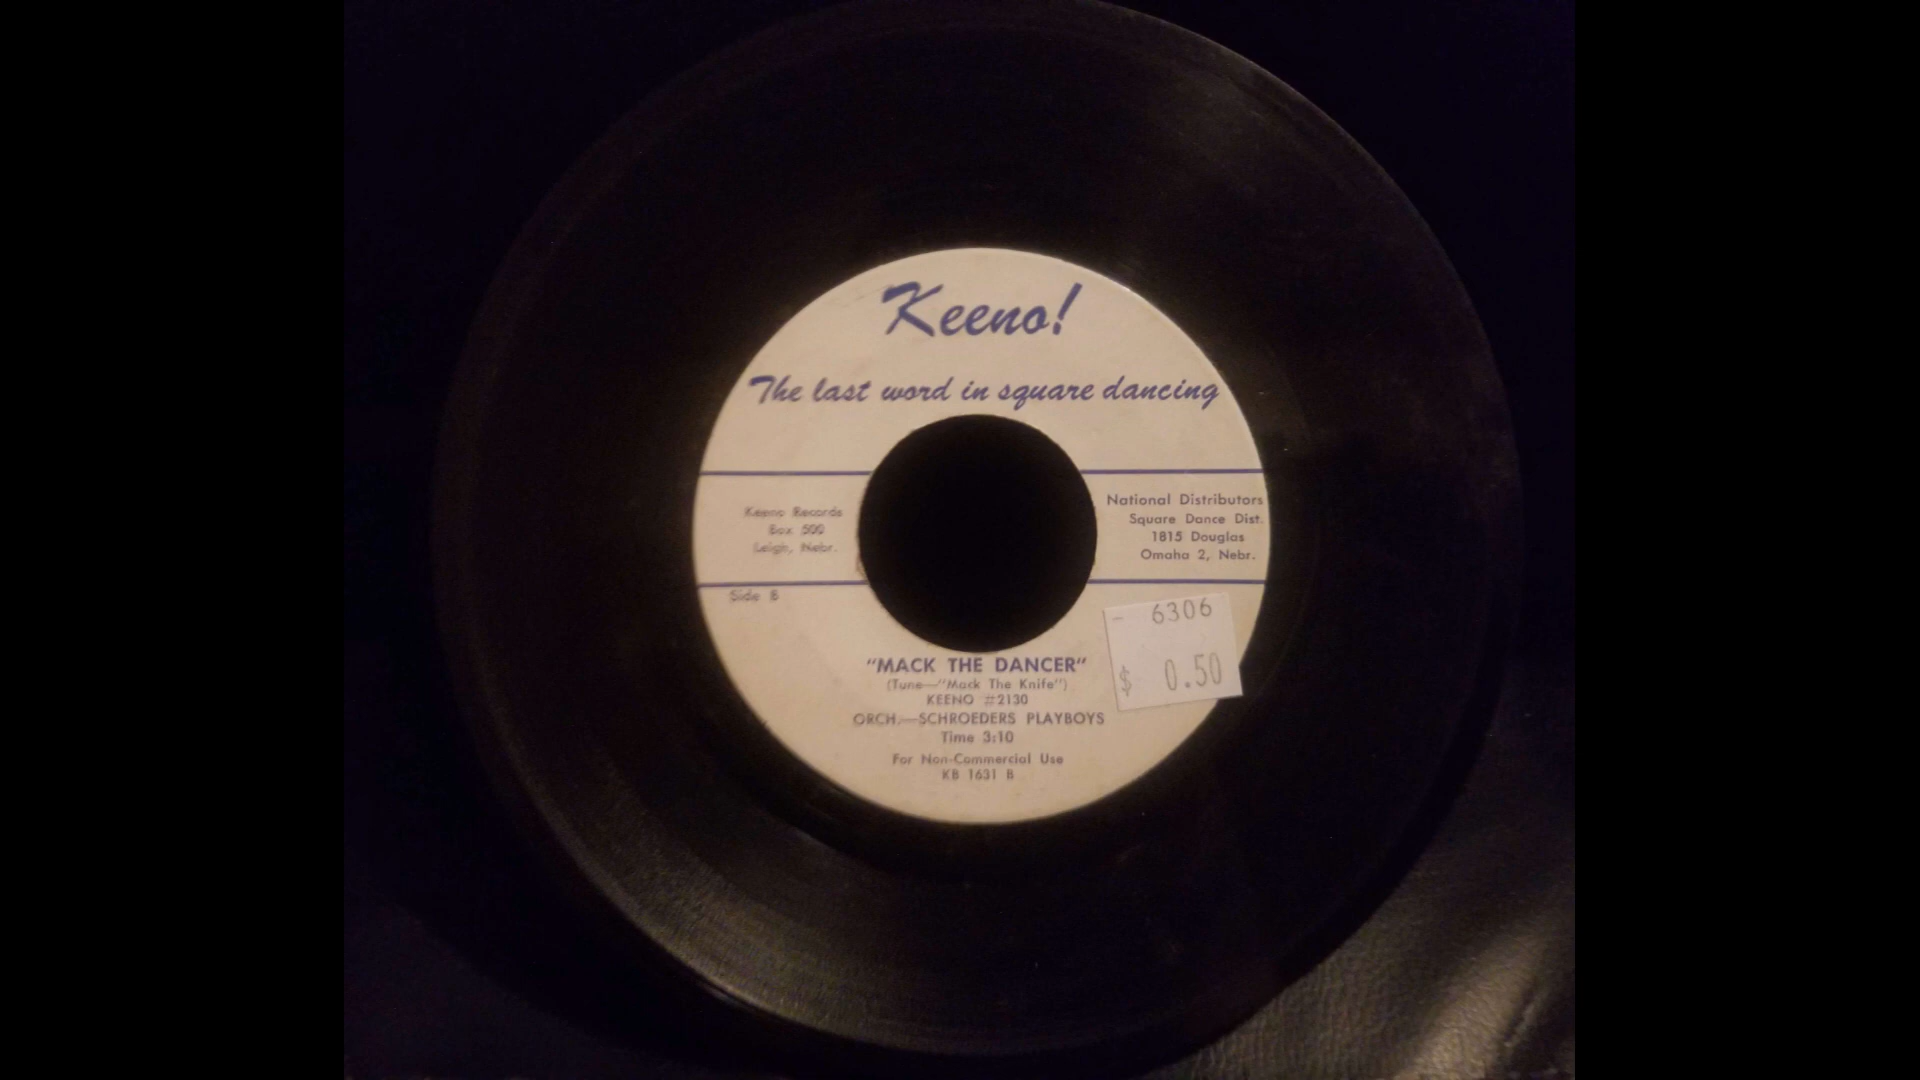 Keeno!
The last word in square dancing
Keeno Records
Box 500
Leigh, Nebr.
National Distributors
Square Dance Dist.
1815 Douglas
Omaha 2, Nebr.
Side B
- 6306
$ 0.50
"MACK THE DANCER"
(Tune—"Mack The Knife")
KEENO #2130
ORCH.—SCHROEDERS PLAYBOYS
Time 3:10
For Non-Commercial Use
KB 1631 B